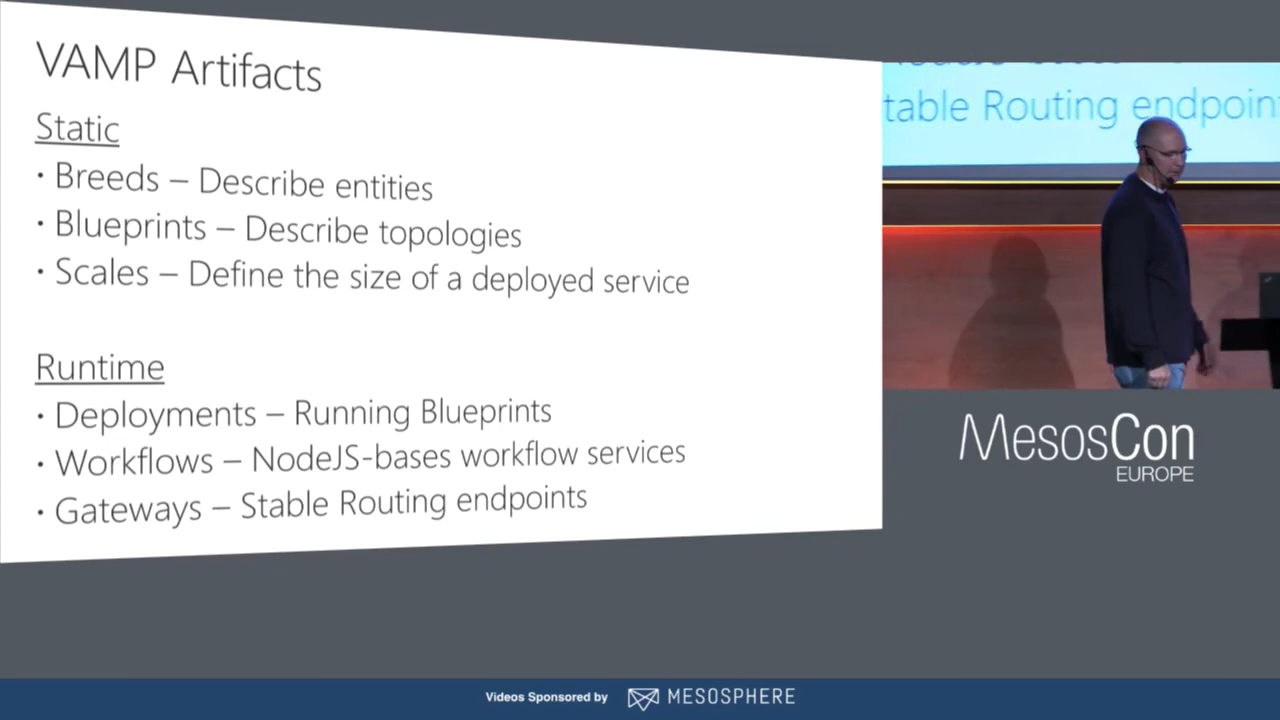 VAMP Artifacts
Static
· Breeds – Describe entities
· Blueprints – Describe topologies
· Scales – Define the size of a deployed service
Runtime
· Deployments – Running Blueprints
· Workflows – NodeJS-bases workflow services
· Gateways – Stable Routing endpoints
table Routing endpoin
MesosCon
EUROPE
Videos Sponsored by MESOSPHERE